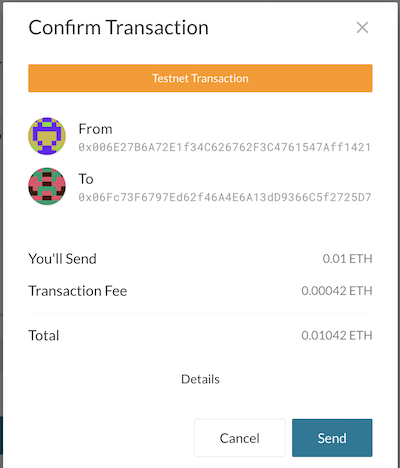 Confirm Transaction
Testnet Transaction
From
0x006E27B6A72E1f34C626762F3C4761547Aff1421
To
0x06Fc73F6797Ed62f46A4E6A13dD9366C5f2725D7
You'll Send 0.01 ETH
Transaction Fee 0.00042 ETH
Total 0.01042 ETH
Details
Cancel Send